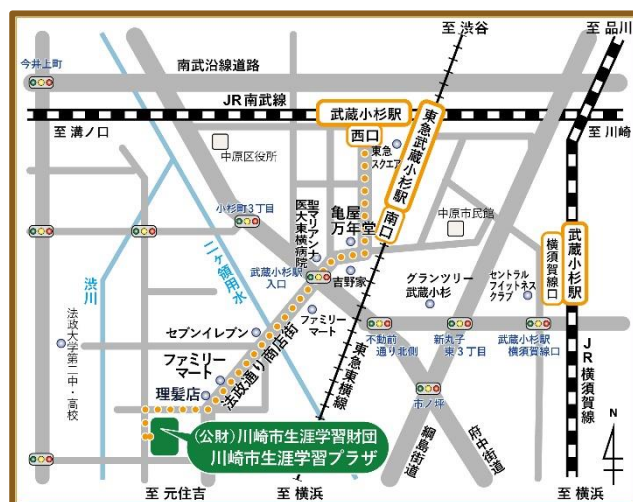 至 渋谷
至 品川
今井上町
南武沿線道路
JR南武線
武蔵小杉駅
西口
至 溝ノ口
至 川崎
東急武蔵小杉駅
南口
東急
スクエア
中原区役所
小杉町3丁目
聖マリアンナ
医大東横病院
亀屋
万年堂
中原市民館
武蔵小杉駅
横須賀線口
二ヶ領用水
渋川
武蔵小杉駅
入口
吉野家
グランツリー
武蔵小杉
セントラル
フィットネス
クラブ
法政大学第二中・高校
セブンイレブン
ファミリー
マート
法政通り商店街
ファミリー
マート
理髪店
東急東横線
不動前
通り北側
新丸子
東3丁目
武蔵小杉駅
横須賀線口
JR横須賀線
市ノ坪
綱島街道
府中街道
(公財)川崎市生涯学習財団
川崎市生涯学習プラザ
至 元住吉
至 横浜
至 横浜
N